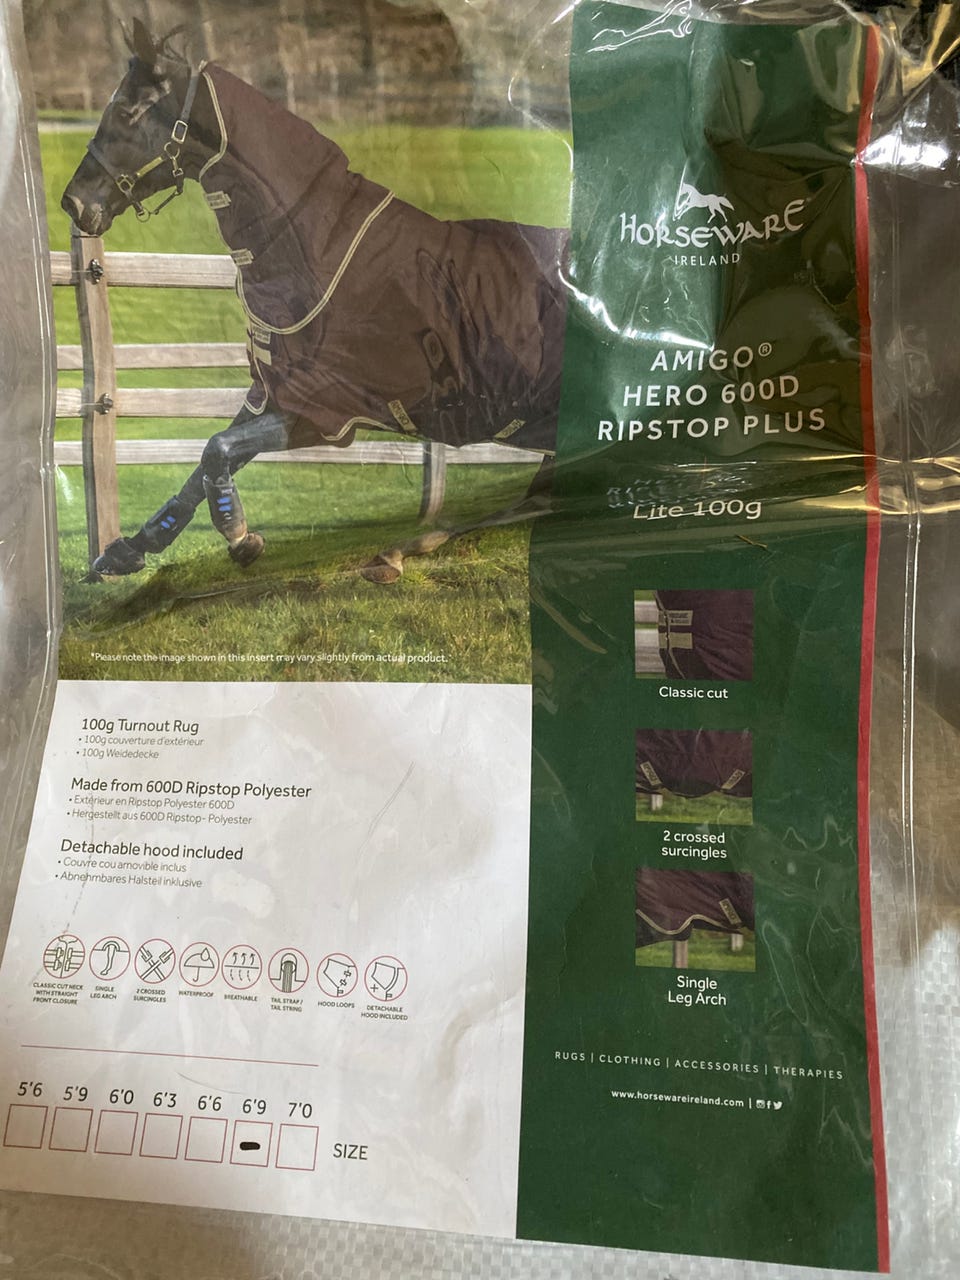 HORSEWARE
IRELAND
AMIGO®
HERO 600D
RIPSTOP PLUS
Lite 100g
*Please note the image shown in this insert may vary slightly from actual product.
Classic cut
2 crossed
surcingles
Single
Leg Arch
100g Turnout Rug
• 100g couverture d'extérieur
• 100g Weidedecke
Made from 600D Ripstop Polyester
• Extérieur en Ripstop Polyester 600D
• Hergestellt aus 600D Ripstop- Polyester
Detachable hood included
• Couvre cou amovible inclus
• Abnehmbares Halsteil inklusive
CLASSIC CUT NECK
WITH STRAIGHT
FRONT CLOSURE
SINGLE
LEG ARCH
2 CROSSED
SURCINGLES
WATERPROOF
BREATHABLE
TAIL STRAP /
TAIL STRING
HOOD LOOPS
DETACHABLE
HOOD INCLUDED
5'6 5'9 6'0 6'3 6'6 6'9 7'0
SIZE
RUGS | CLOTHING | ACCESSORIES | THERAPIES
www.horsewareireland.com |